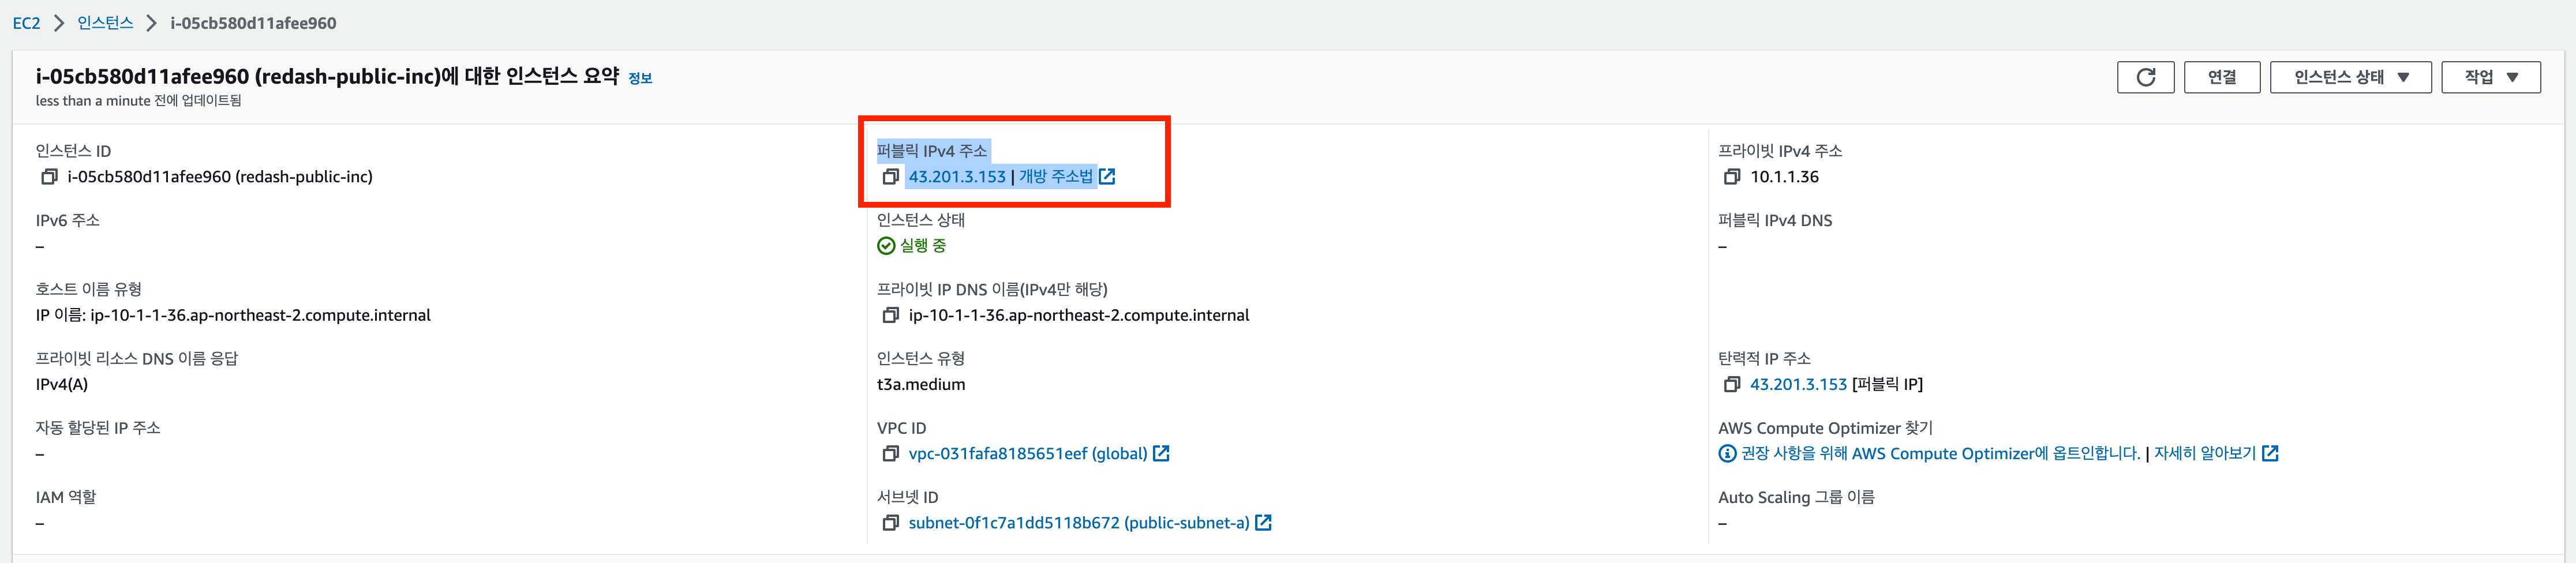 EC2 > 인스턴스 > i-05cb580d11afee960
i-05cb580d11afee960 (redash-public-inc)에 대한 인스턴스 요약 정보
less than a minute 전에 업데이트됨
연결
인스턴스 상태 ▼
작업 ▼
인스턴스 ID
i-05cb580d11afee960 (redash-public-inc)
퍼블릭 IPv4 주소
43.201.3.153 | 개방 주소법
프라이빗 IPv4 주소
10.1.1.36
IPv6 주소
–
인스턴스 상태
실행 중
퍼블릭 IPv4 DNS
–
호스트 이름 유형
IP 이름: ip-10-1-1-36.ap-northeast-2.compute.internal
프라이빗 IP DNS 이름(IPv4만 해당)
ip-10-1-1-36.ap-northeast-2.compute.internal
프라이빗 리소스 DNS 이름 응답
IPv4(A)
인스턴스 유형
t3a.medium
탄력적 IP 주소
43.201.3.153 [퍼블릭 IP]
자동 할당된 IP 주소
–
VPC ID
vpc-031fafa8185651eef (global)
AWS Compute Optimizer 찾기
권장 사항을 위해 AWS Compute Optimizer에 옵트인합니다. | 자세히 알아보기
IAM 역할
–
서브넷 ID
subnet-0f1c7a1dd5118b672 (public-subnet-a)
Auto Scaling 그룹 이름
–